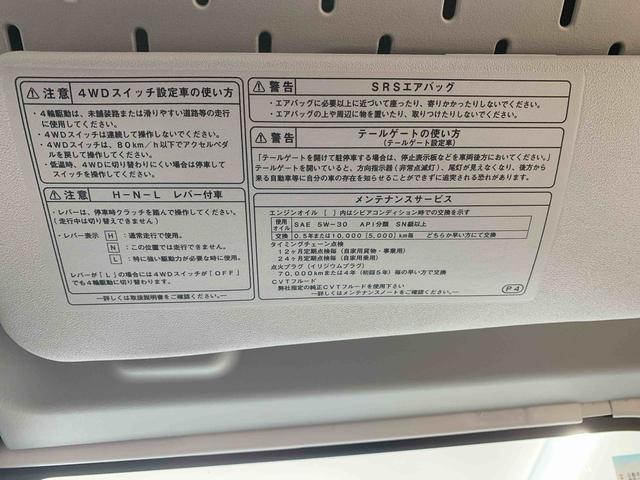 ⚠注意 4WDスイッチ設定車の使い方
・4輪駆動は、未舗装路または滑りやすい道路等の走行
に使用してください。
・4WDスイッチは連続して操作しないでください。
・4WDスイッチは、80km/h以下でアクセルペダ
ルを戻して操作してください。
・低温時、4WDに切り替わりにくい場合は停車して
スイッチを操作してください。
⚠注意 H-N-L レバー付車
・レバーは、停車時クラッチを踏んで操作してください。
(走行中は切替えできません)
・レバー表示 H :通常走行で使用。
N :この位置では走行できません。
L :特に強い駆動力が必要な時に使用。
レバーが[L]の場合には4WDスイッチが「OFF」
でも4輪駆動に切り替わります。
―詳しくは取扱説明書をご確認ください。―
⚠警告 SRSエアバッグ
・エアバッグに必要以上に近づいて座ったり、寄りかかったりしないでください。
・エアバッグの上や周辺に物を置いたり、取りつけたりしないでください。
⚠警告 テールゲートの使い方
(テールゲート設定車)
「テールゲートを開けて駐停車する場合は、停止表示板などを車両後方においてください。」
テールゲートを開いていると、方向指示器(非常点滅灯)、尾灯が見えなくなり、後方から
来る自動車等に自分の車の存在を知らせることができずに追突される恐れがあります。
メンテナンスサービス
エンジンオイル [ ]内はシビアコンディション時での交換を示す
使用オイル SAE 5W-30 API分類 SN級以上
交換 0.5年または10,000 [5,000] km毎 どちらか早い方にて交換
タイミングチェーン点検
12ヶ月定期点検毎(自家用貨物・事業用)
24ヶ月定期点検毎(自家用乗用)
点火プラグ(イリジウムプラグ)
70,000kmまたは4年(初回5年)毎の早い方で交換
CVTフルード
弊社指定の純正CVTフルードを使用下さい
―詳しくはメンテナンスノートをご確認ください。―
P4